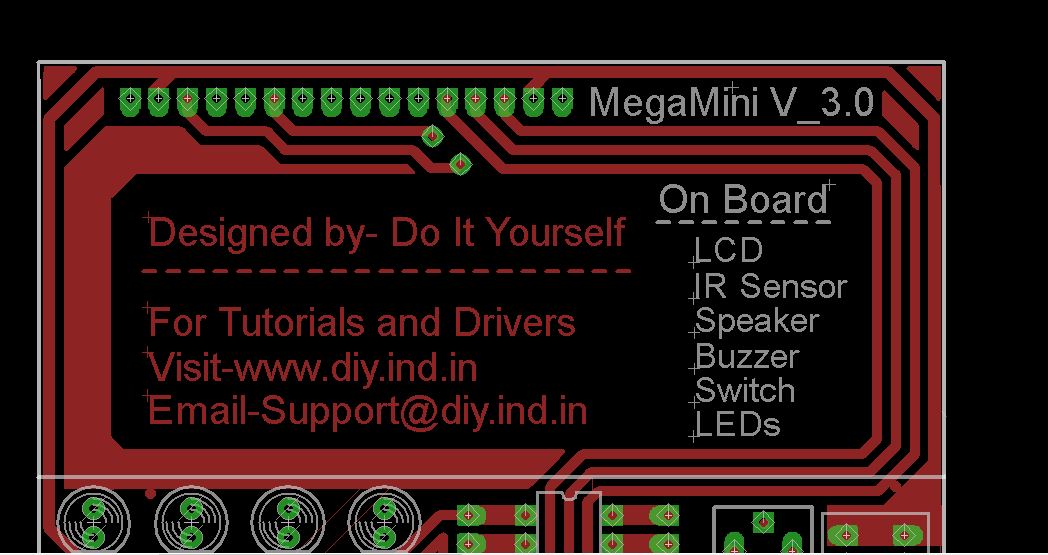 MegaMini V_3.0
Designed by- Do It Yourself
For Tutorials and Drivers
Visit-www.diy.ind.in
Email-Support@diy.ind.in
On Board
LCD
IR Sensor
Speaker
Buzzer
Switch
LEDs